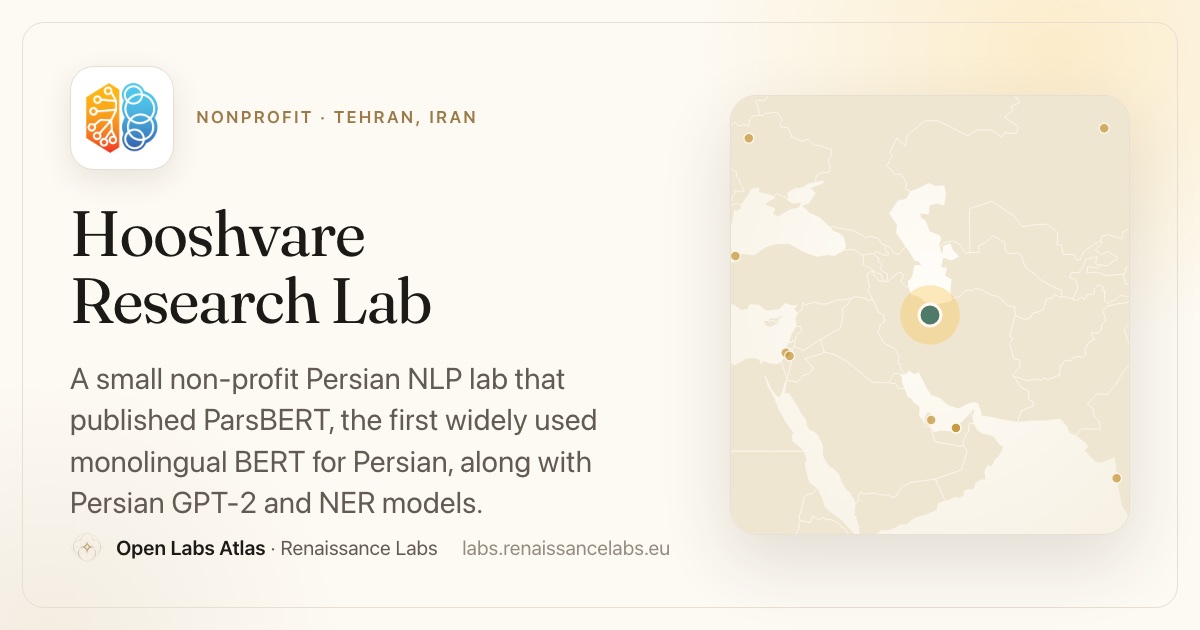 NONPROFIT · TEHRAN, IRAN
Hooshvare
Research Lab
A small non-profit Persian NLP lab that
published ParsBERT, the first widely used
monolingual BERT for Persian, along with
Persian GPT-2 and NER models.
Open Labs Atlas · Renaissance Labs labs.renaissancelabs.eu